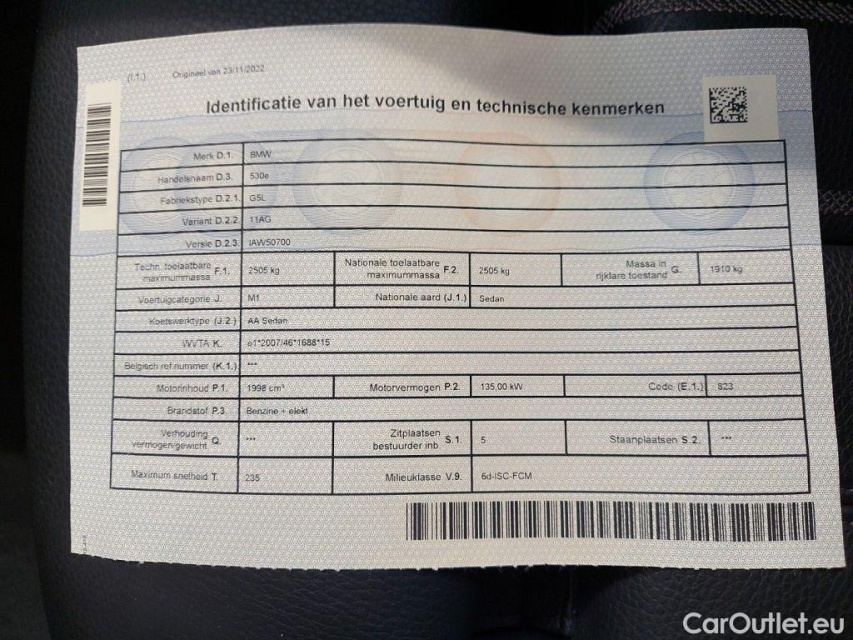 (I.1.) Origineel van 23/11/2022
Identificatie van het voertuig en technische kenmerken
Merk D.1. BMW
Handelsnaam D.3. 530e
Fabriekstype D.2.1. G5L
Variant D.2.2. 11AG
Versie D.2.3. IAW50700
Techn. toelaatbare maximummassa F.1. 2505 kg Nationale toelaatbare maximummassa F.2. 2505 kg Massa in rijklare toestand G. 1910 kg
Voertuigcategorie J. M1 Nationale aard (J.1.) Sedan
Koetswerktype (J.2.) AA Sedan
WVTA K. e1*2007/46*1688*15
Belgisch ref.nummer (K.1.) ***
Motorinhoud P.1. 1998 cm³ Motorvermogen P.2. 135,00 kW Code (E.1.) 823
Brandstof P.3. Benzine + elekt
Verhouding vermogen/gewicht Q. *** Zitplaatsen bestuurder inb. S.1. 5 Staanplaatsen S.2. ***
Maximum snelheid T. 235 Milieuklasse V.9. 6d-ISC-FCM
CarOutlet.eu